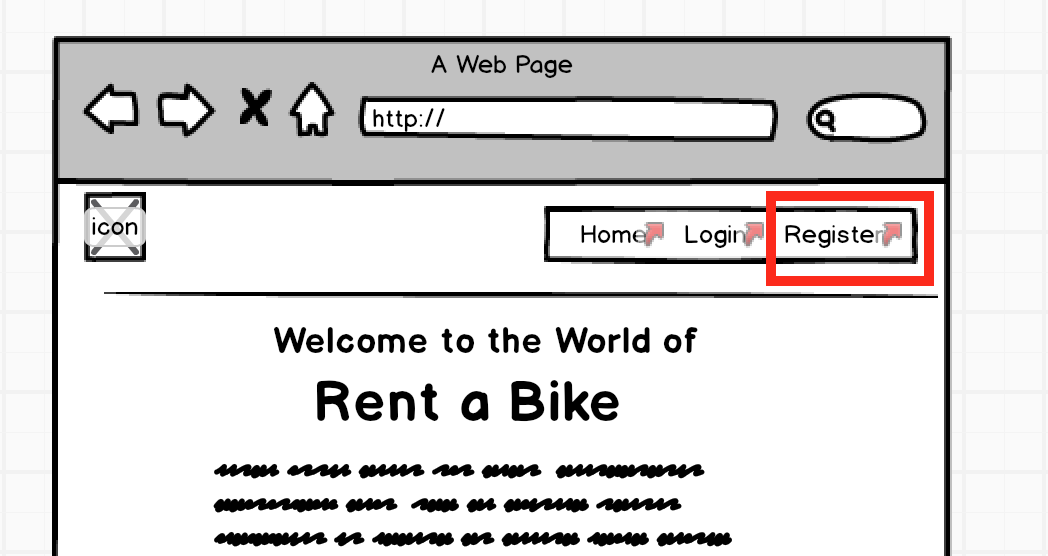 A Web Page
http://
icon
Home Login Register
Welcome to the World of
Rent a Bike